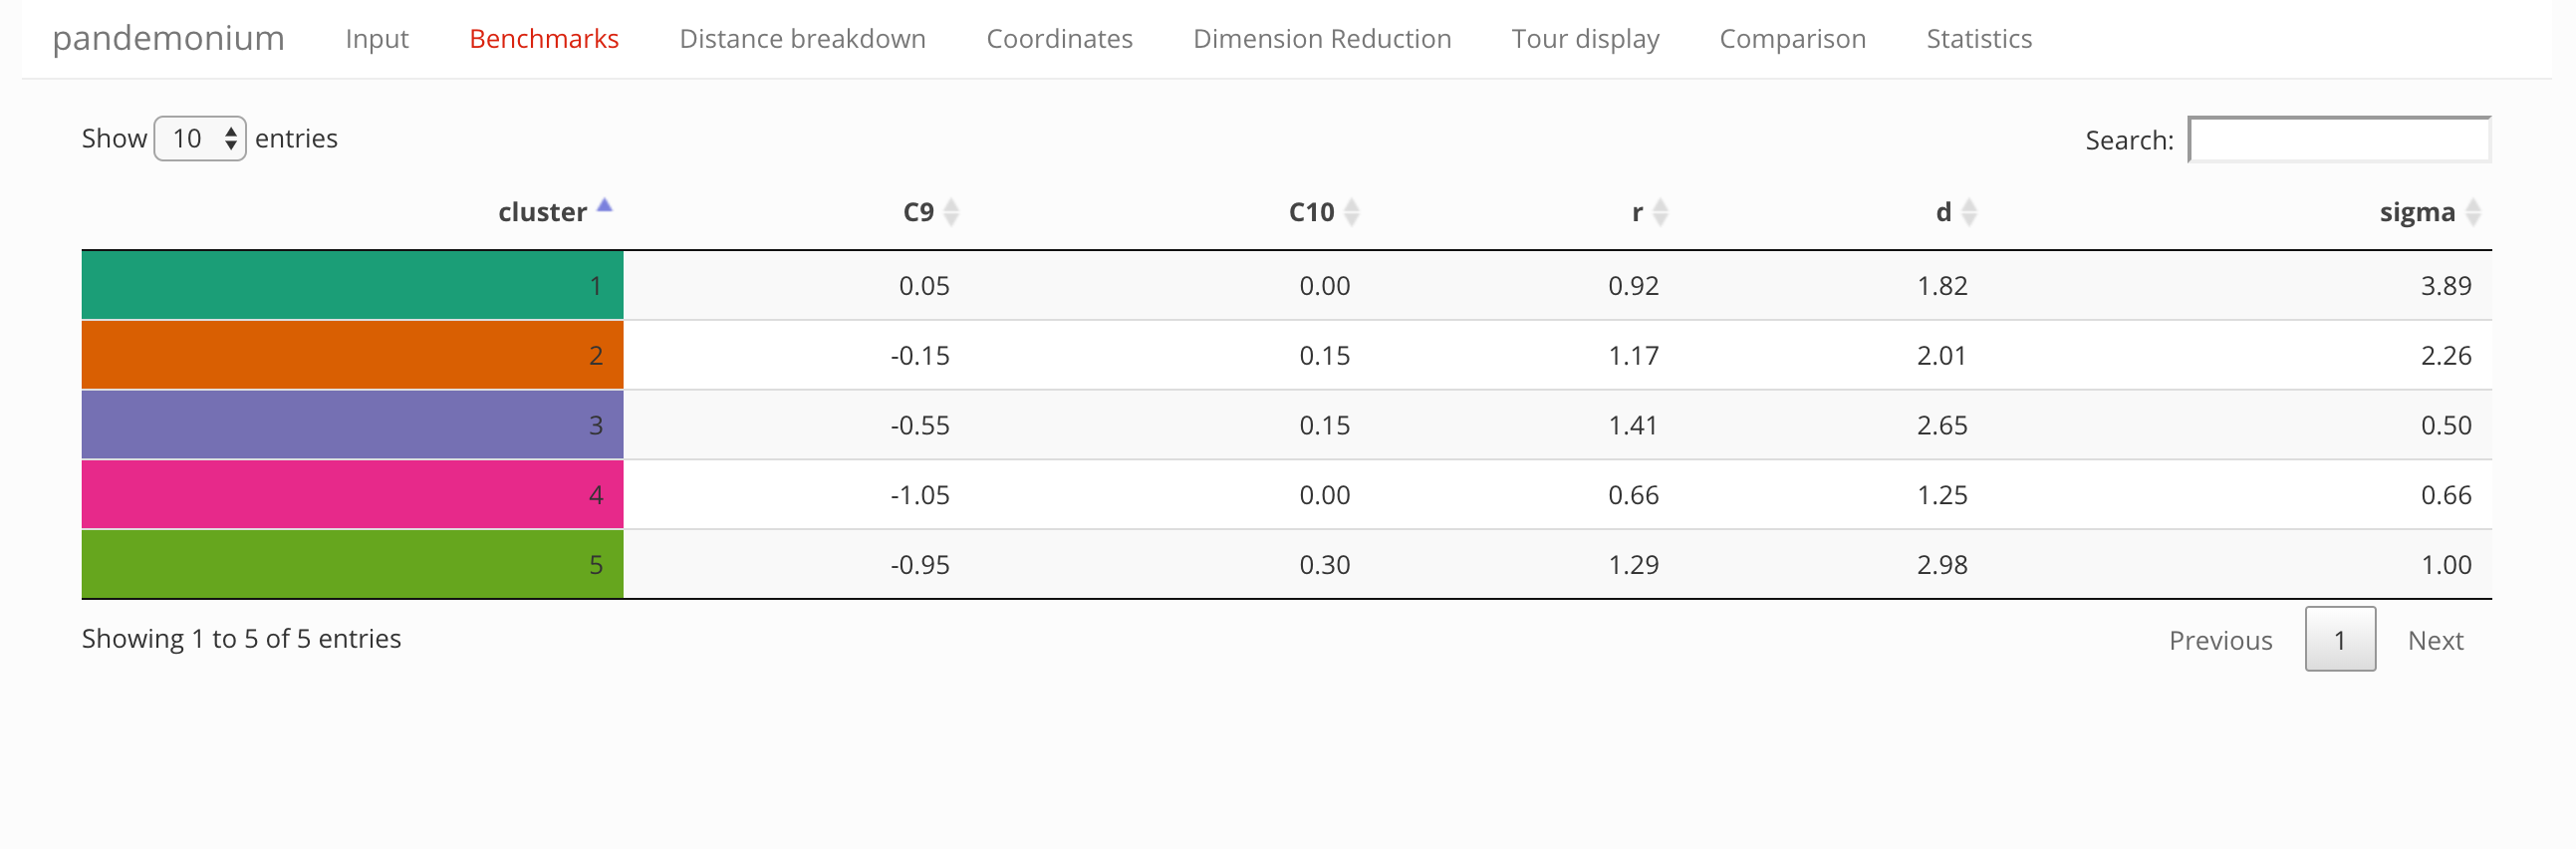 pandemonium Input Benchmarks Distance breakdown Coordinates Dimension Reduction Tour display Comparison Statistics
Show 10 entries Search:
cluster C9 C10 r d sigma
1 0.05 0.00 0.92 1.82 3.89
2 -0.15 0.15 1.17 2.01 2.26
3 -0.55 0.15 1.41 2.65 0.50
4 -1.05 0.00 0.66 1.25 0.66
5 -0.95 0.30 1.29 2.98 1.00
Showing 1 to 5 of 5 entries Previous 1 Next